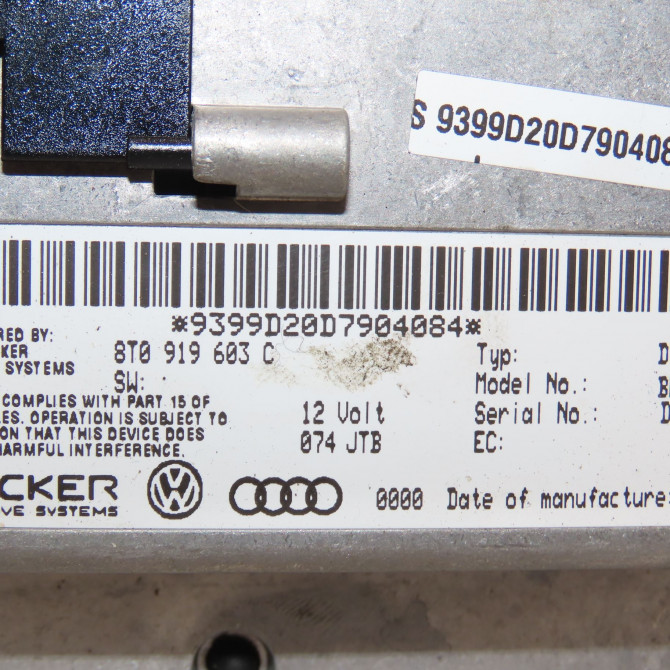 S 9399D20D790408
*9399D20D7904084*
RED BY:
CKER
SYSTEMS
8T0 919 603 C
SW:
COMPLIES WITH PART 15 OF
ES. OPERATION IS SUBJECT TO
ON THAT THIS DEVICE DOES
HARMFUL INTERFERENCE.
12 Volt
074 JTB
Typ: D
Model No.:
Serial No.: D
EC:
CKER
VE SYSTEMS
VW
0000 Date of manufacture: